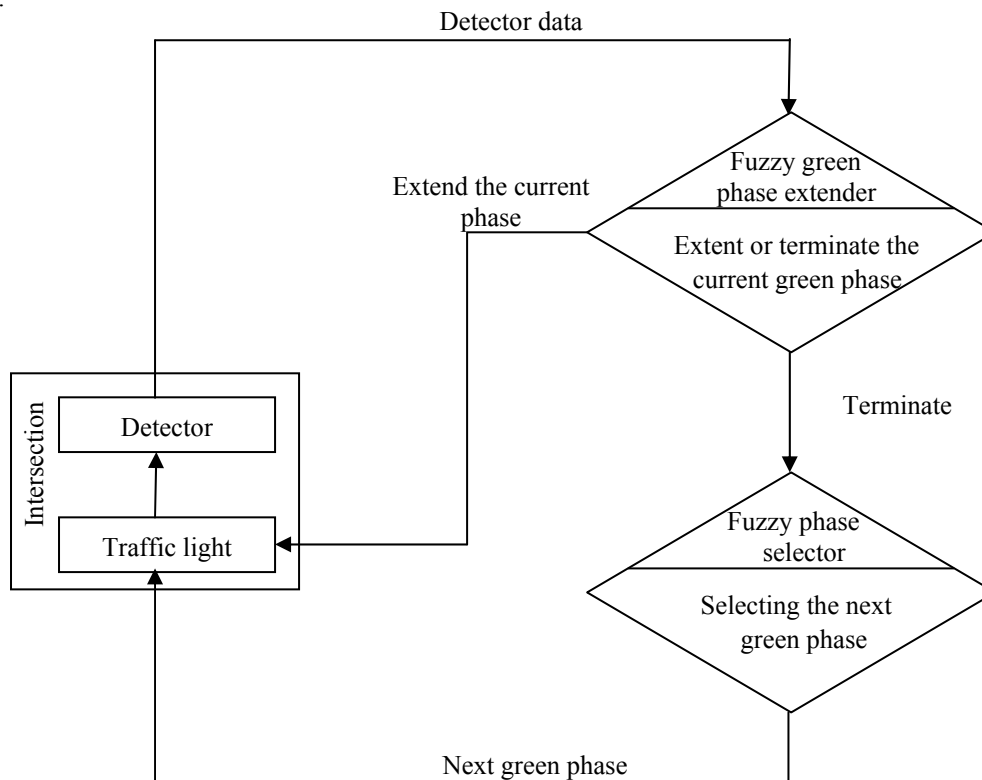 Detector data
Fuzzy green
phase extender
Extend the current
phase
Extent or terminate the
current green phase
Terminate
Intersection
Detector
Traffic light
Fuzzy phase
selector
Selecting the next
green phase
Next green phase